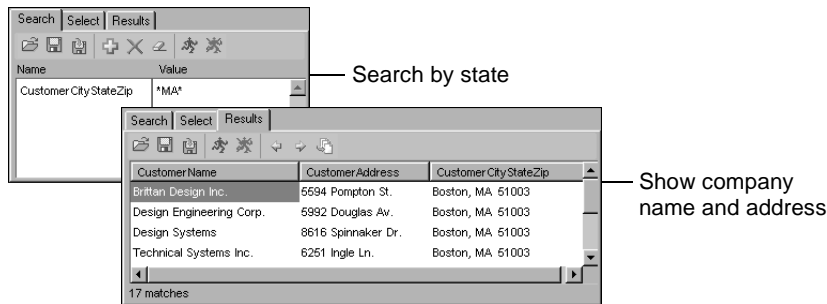 Search Select Results
Name Value
CustomerCityStateZip *MA*
Search by state
Search Select Results
CustomerName CustomerAddress CustomerCityStateZip
Brittan Design Inc. 5594 Pompton St. Boston, MA 51003
Design Engineering Corp. 5992 Douglas Av. Boston, MA 51003
Design Systems 8616 Spinnaker Dr. Boston, MA 51003
Technical Systems Inc. 6251 Ingle Ln. Boston, MA 51003
17 matches
Show company
name and address